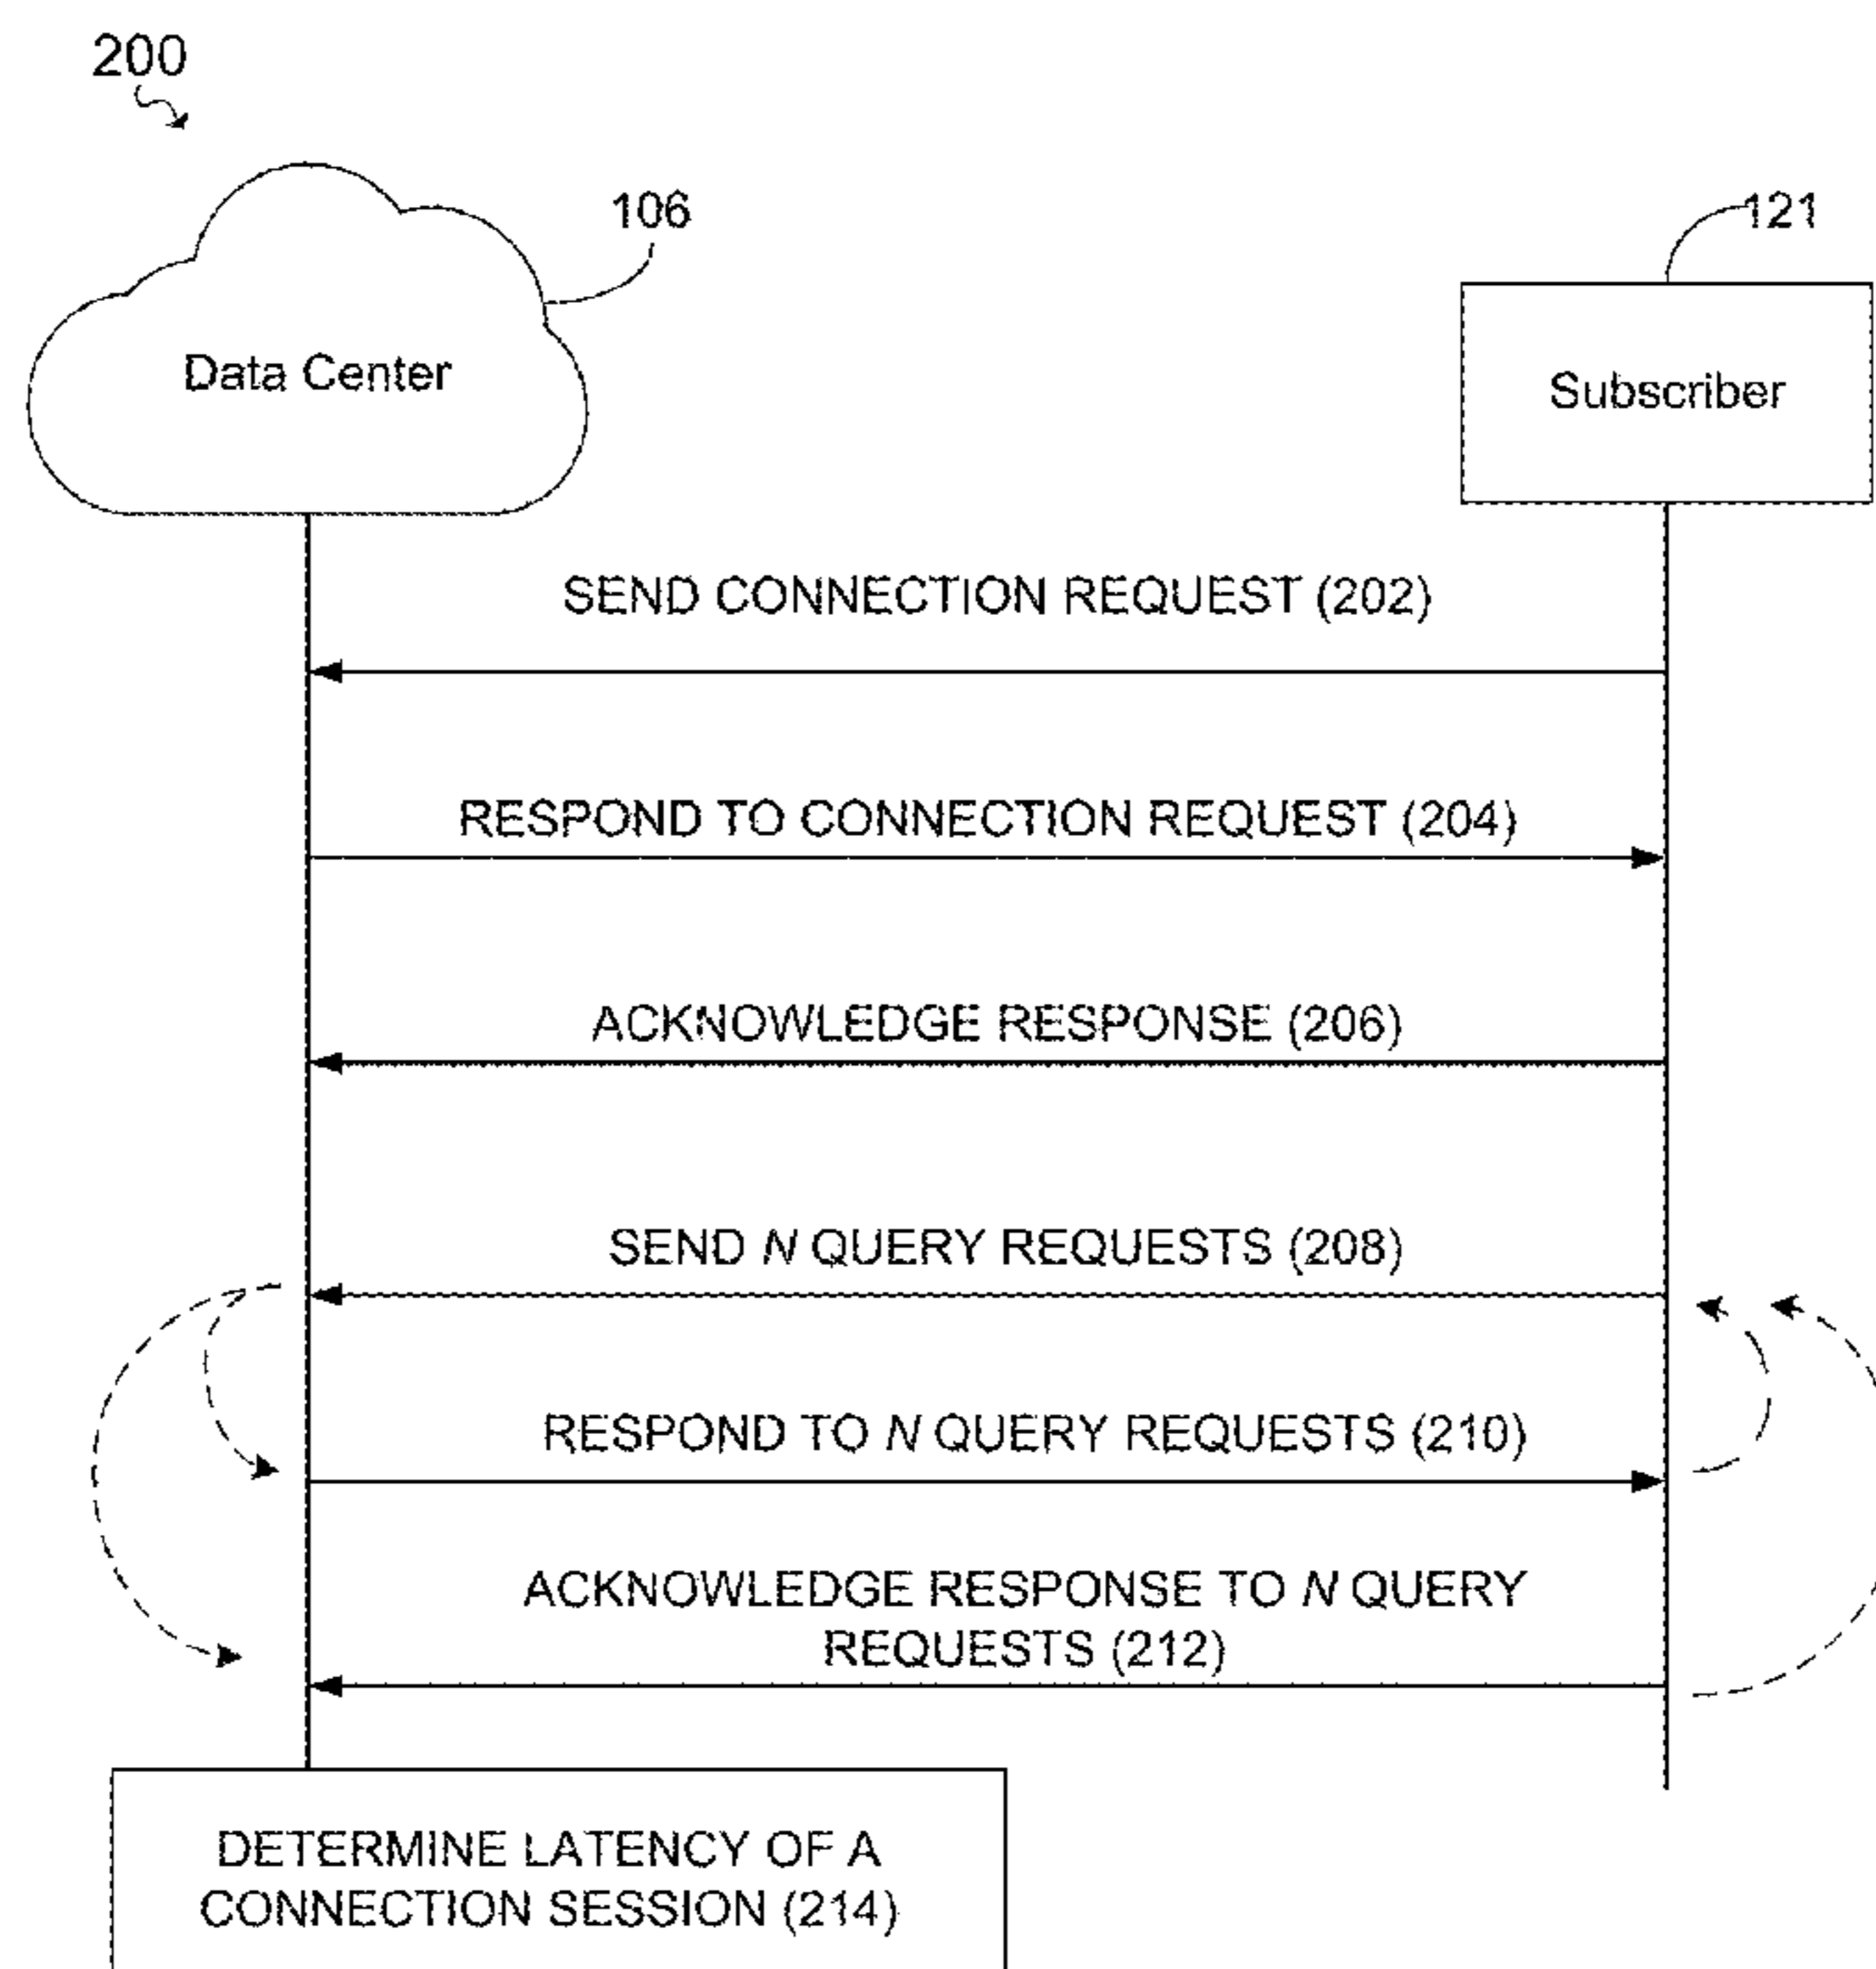 200
106
121
Data Center
Subscriber
SEND CONNECTION REQUEST (202)
RESPOND TO CONNECTION REQUEST (204)
ACKNOWLEDGE RESPONSE (206)
SEND N QUERY REQUESTS (208)
RESPOND TO N QUERY REQUESTS (210)
ACKNOWLEDGE RESPONSE TO N QUERY
REQUESTS (212)
DETERMINE LATENCY OF A
CONNECTION SESSION (214)